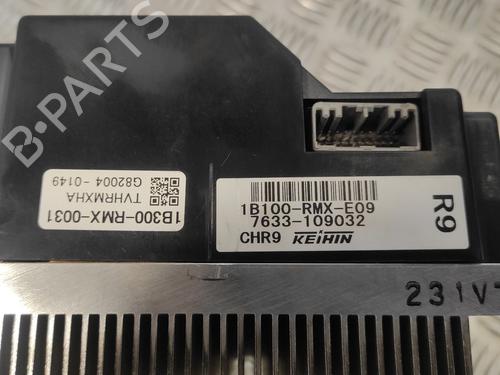 B-PARTS
1B300-RMX-0031
TVHRMXHA
G82004-0149
1B100-RMX-E09
7633-109032
CHR9 KEIHIN
R9
231V